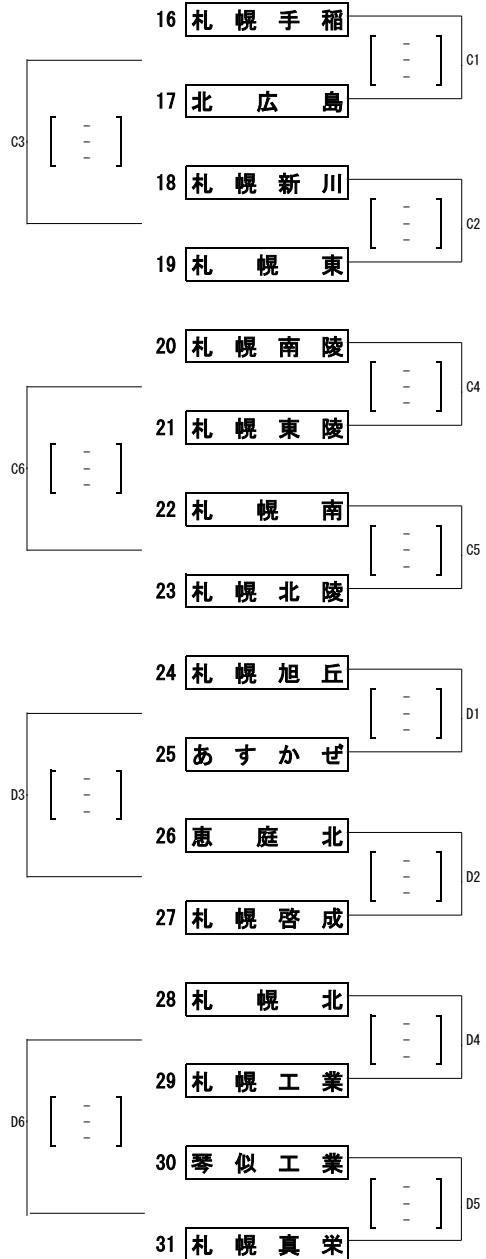 16 札幌手稲
C1
17 北広島
C3
18 札幌新川
C2
19 札幌東
20 札幌南陵
C4
21 札幌東陵
C6
22 札幌南
C5
23 札幌北陵
24 札幌旭丘
D1
25 あすかぜ
D3
26 恵庭北
D2
27 札幌啓成
28 札幌北
D4
29 札幌工業
D6
30 琴似工業
D5
31 札幌真栄